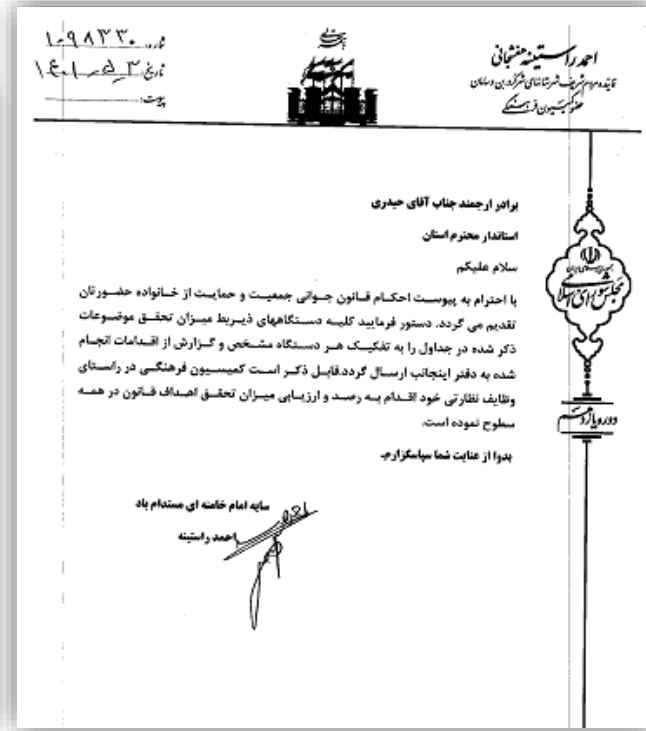 احمد راستینه هفشجانی
نماینده مردم شریف شهرستانهای شهرکرد، بن و سامان
عضو کمیسیون فرهنگی
شماره: ۱۰۹۸۳۳۰
تاریخ: ۱۴۰۱/۵/۳
پیوست:
جمهوری اسلامی ایران
مجلس شورای اسلامی
دوره یازدهم
برادر ارجمند جناب آقای حیدری
استاندار محترم استان
سلام علیکم
با احترام به پیوست احکام قانون جوانی جمعیت و حمایت از خانواده حضورتان
تقدیم می گردد. دستور فرمایید کلیه دستگاههای ذیربط میزان تحقق موضوعات
ذکر شده در جداول را به تفکیک هر دستگاه مشخص و گزارش از اقدامات انجام
شده به دفتر اینجانب ارسال گردد.قابل ذکر است کمیسیون فرهنگی در راستای
وظایف نظارتی خود اقدام به رصد و ارزیابی میزان تحقق اهداف قانون در همه
سطوح نموده است.
بدوا از عنایت شما سپاسگزارم.
سایه امام خامنه ای مستدام باد
احمد راستینه